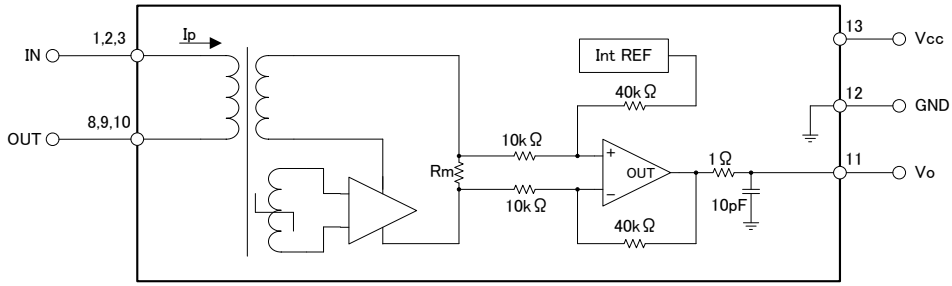 IN
1,2,3
Ip
8,9,10
OUT
Int REF
40kΩ
10kΩ
Rm
10kΩ
+
OUT
−
40kΩ
1Ω
10pF
13
Vcc
12
GND
11
Vo